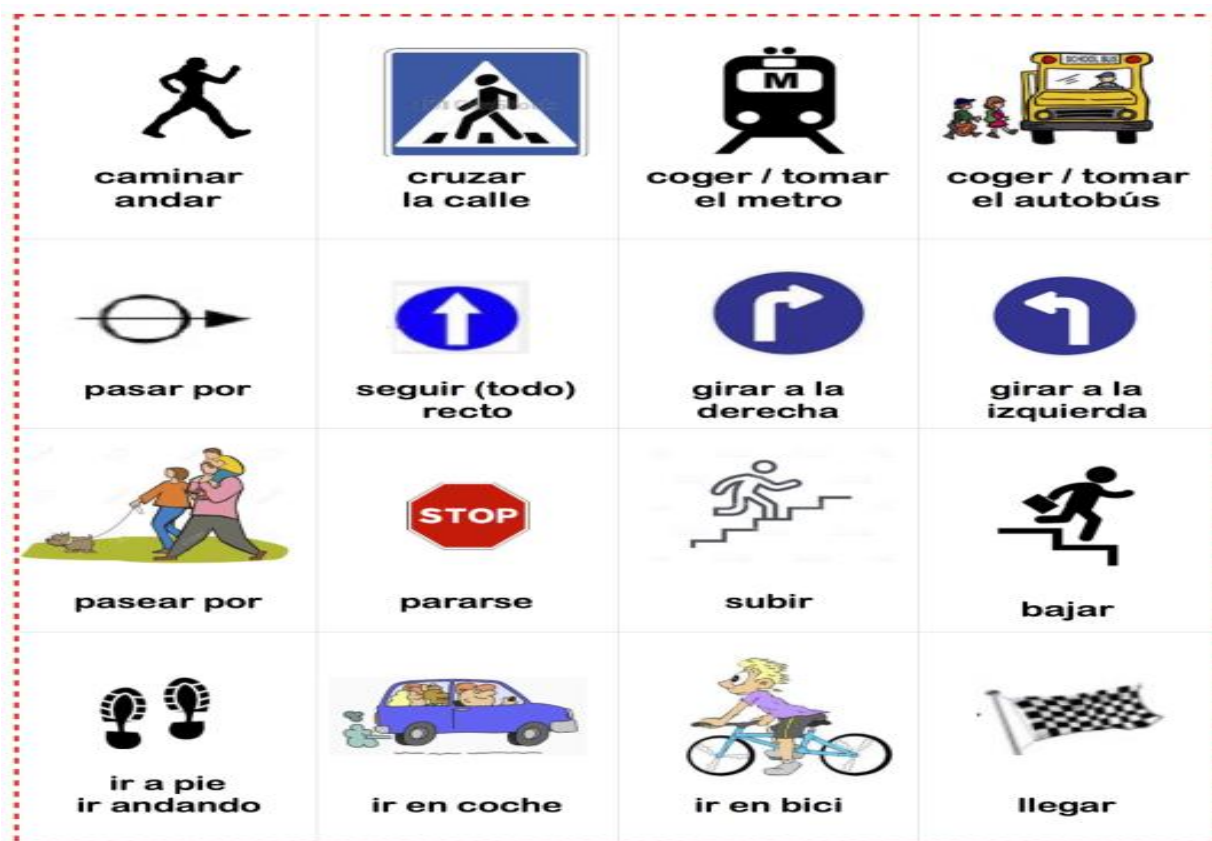 M
SCHOOL BUS
caminar
andar
cruzar
la calle
coger / tomar
el metro
coger / tomar
el autobús
pasar por
seguir (todo)
recto
girar a la
derecha
girar a la
izquierda
STOP
pasear por
pararse
subir
bajar
ir a pie
ir andando
ir en coche
ir en bici
llegar